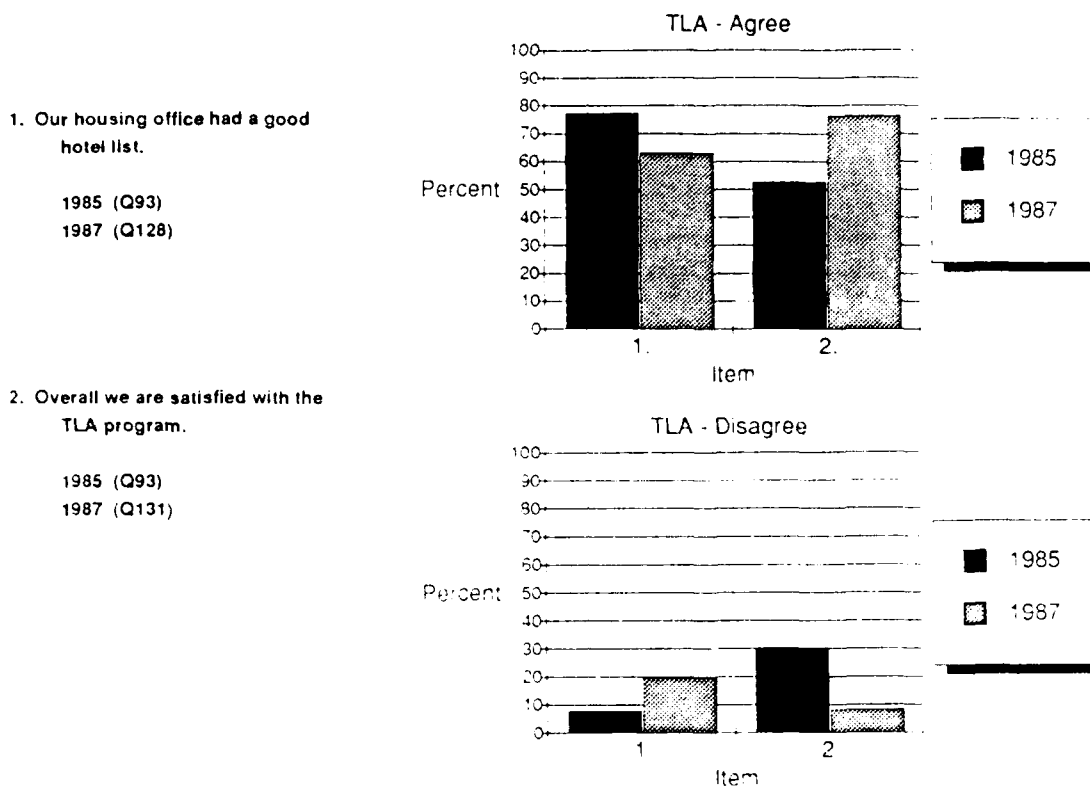 1. Our housing office had a good
hotel list.
1985 (Q93)
1987 (Q128)
2. Overall we are satisfied with the
TLA program.
1985 (Q93)
1987 (Q131)
TLA - Agree
100
90
80
70
60
50
40
30
20
10
0
Percent
1.
2.
Item
1985
1987
TLA - Disagree
100
90
80
70
60
50
40
30
20
10
0
Percent
1
2
Item
1985
1987